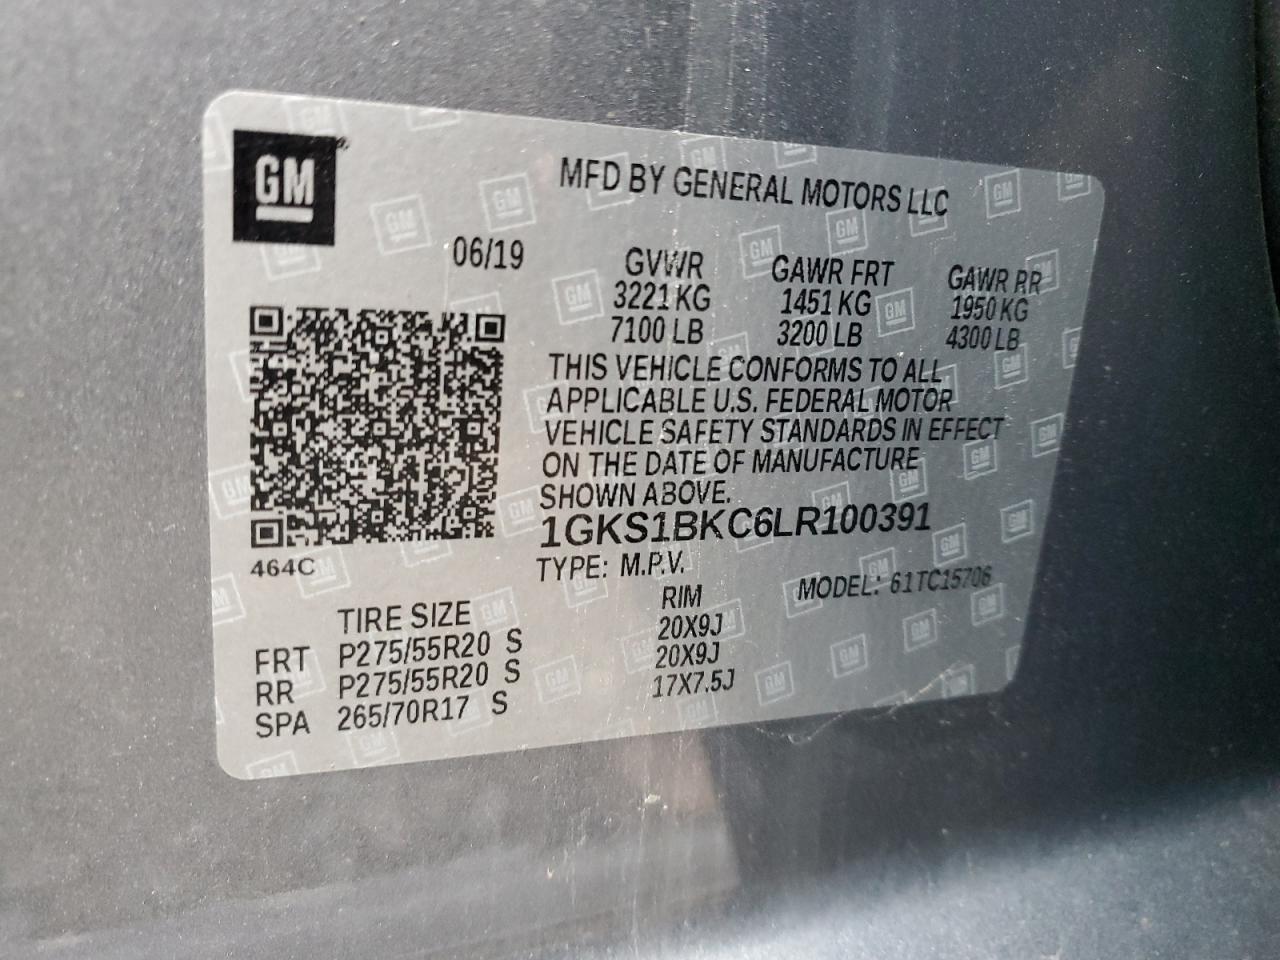 GM
MFD BY GENERAL MOTORS LLC
06/19
GVWR GAWR FRT GAWR RR
3221 KG 1451 KG 1950 KG
7100 LB 3200 LB 4300 LB
THIS VEHICLE CONFORMS TO ALL
APPLICABLE U.S. FEDERAL MOTOR
VEHICLE SAFETY STANDARDS IN EFFECT
ON THE DATE OF MANUFACTURE
SHOWN ABOVE.
1GKS1BKC6LR100391
464C
TYPE: M.P.V. MODEL: 61TC15706
TIRE SIZE RIM
FRT P275/55R20 S 20X9J
RR P275/55R20 S 20X9J
SPA 265/70R17 S 17X7.5J